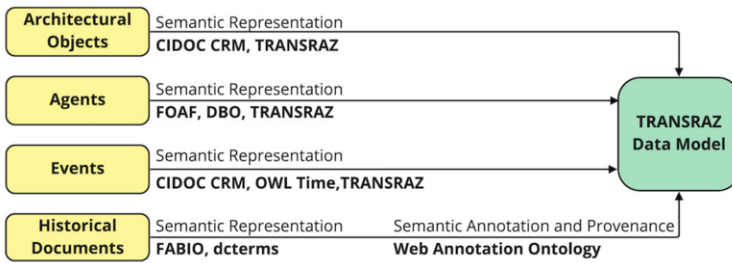 Architectural
Objects
Semantic Representation
CIDOC CRM, TRANSRAZ
Agents
Semantic Representation
FOAF, DBO, TRANSRAZ
Events
Semantic Representation
CIDOC CRM, OWL Time,TRANSRAZ
Historical
Documents
Semantic Representation
FABIO, dcterms
Semantic Annotation and Provenance
Web Annotation Ontology
TRANSRAZ
Data Model